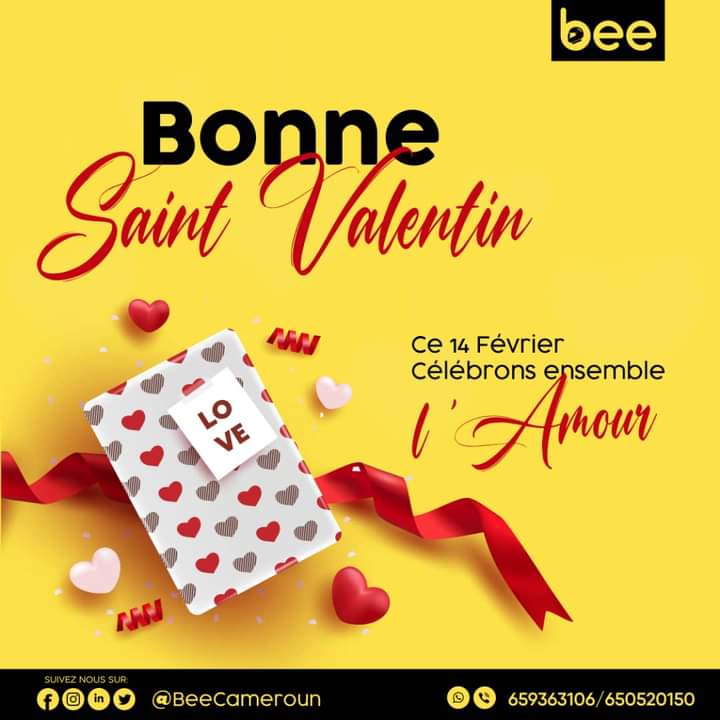 bee
Bonne
Saint Valentin
Ce 14 Février
Célébrons ensemble
l'Amour
LO
VE
SUIVEZ NOUS SUR:
@BeeCameroun
659363106/650520150